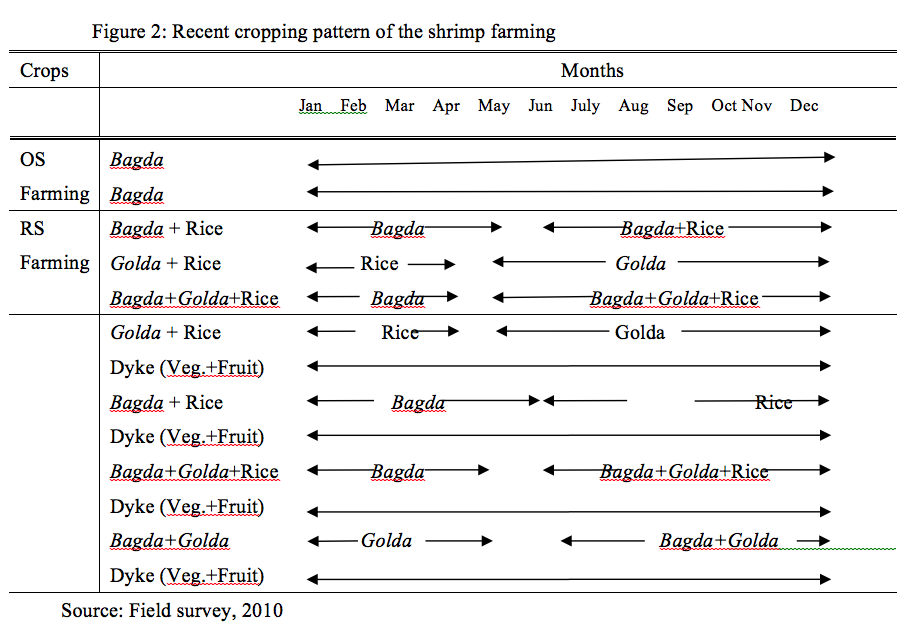 Figure 2: Recent cropping pattern of the shrimp farming
Crops Months
Jan Feb Mar Apr May Jun July Aug Sep Oct Nov Dec
OS Bagda
Farming Bagda
RS Bagda + Rice Bagda Bagda+Rice
Farming Golda + Rice Rice Golda
Bagda+Golda+Rice Bagda Bagda+Golda+Rice
Golda + Rice Rice Golda
Dyke (Veg.+Fruit)
Bagda + Rice Bagda Rice
Dyke (Veg.+Fruit)
Bagda+Golda+Rice Bagda Bagda+Golda+Rice
Dyke (Veg.+Fruit)
Bagda+Golda Golda Bagda+Golda
Dyke (Veg.+Fruit)
Source: Field survey, 2010